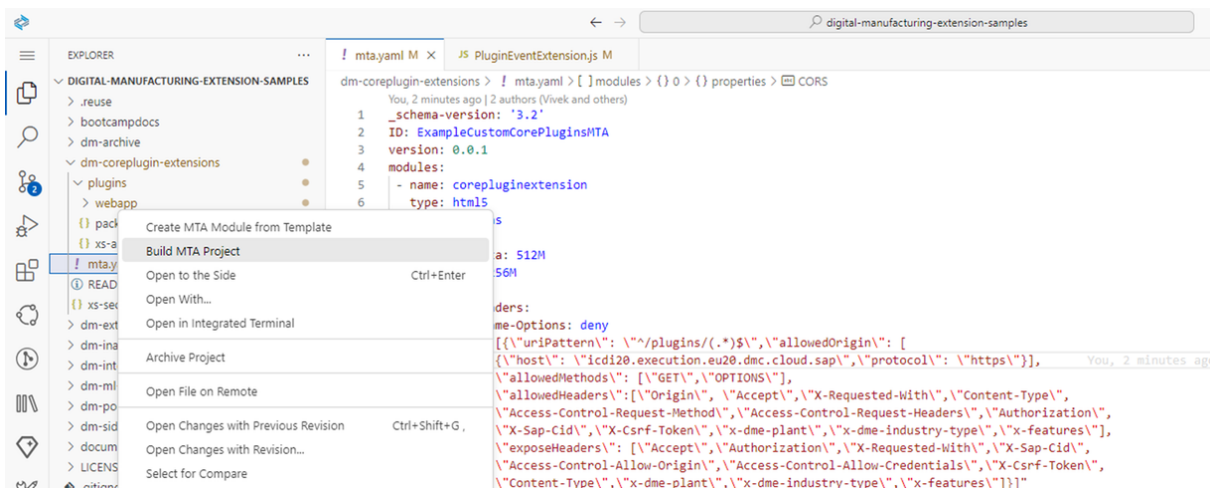 digital-manufacturing-extension-samples
EXPLORER
...
! mta.yaml M ×
JS PluginEventExtension.js M
DIGITAL-MANUFACTURING-EXTENSION-SAMPLES
> .reuse
> bootcampdocs
> dm-archive
dm-coreplugin-extensions
plugins
> webapp
{} pack
{} xs-a
! mta.y
READ
{} xs-sec
> dm-ext
> dm-ina
> dm-int
> dm-ml
> dm-po
> dm-sid
> docum
> LICENS
.gitigno
2
dm-coreplugin-extensions > ! mta.yaml > [ ] modules > {} 0 > {} properties > CORS
You, 2 minutes ago | 2 authors (Vivek and others)
1 _schema-version: '3.2'
2 ID: ExampleCustomCorePluginsMTA
3 version: 0.0.1
4 modules:
5 - name: corepluginextension
6 type: html5
Create MTA Module from Template
Build MTA Project
Open to the Side Ctrl+Enter
Open With...
Open in Integrated Terminal
Archive Project
Open File on Remote
Open Changes with Previous Revision Ctrl+Shift+G ,
Open Changes with Revision...
Select for Compare
a: 512M
56M
ders:
me-Options: deny
[{\"uriPattern\": \"^/plugins/(.*)$\",\"allowedOrigin\": [
{\"host\": \"icdi20.execution.eu20.dmc.cloud.sap\",\"protocol\": \"https\"}], You, 2 minutes ag
\"allowedMethods\": [\"GET\",\"OPTIONS\"],
\"allowedHeaders\":[\"Origin\", \"Accept\",\"X-Requested-With\",\"Content-Type\",
\"Access-Control-Request-Method\",\"Access-Control-Request-Headers\",\"Authorization\",
\"X-Sap-Cid\",\"X-Csrf-Token\",\"x-dme-plant\",\"x-dme-industry-type\",\"x-features\"],
\"exposeHeaders\": [\"Accept\",\"Authorization\",\"X-Requested-With\",\"X-Sap-Cid\",
\"Access-Control-Allow-Origin\",\"Access-Control-Allow-Credentials\",\"X-Csrf-Token\",
\"Content-Type\",\"x-dme-plant\",\"x-dme-industry-type\",\"x-features\"]}]"